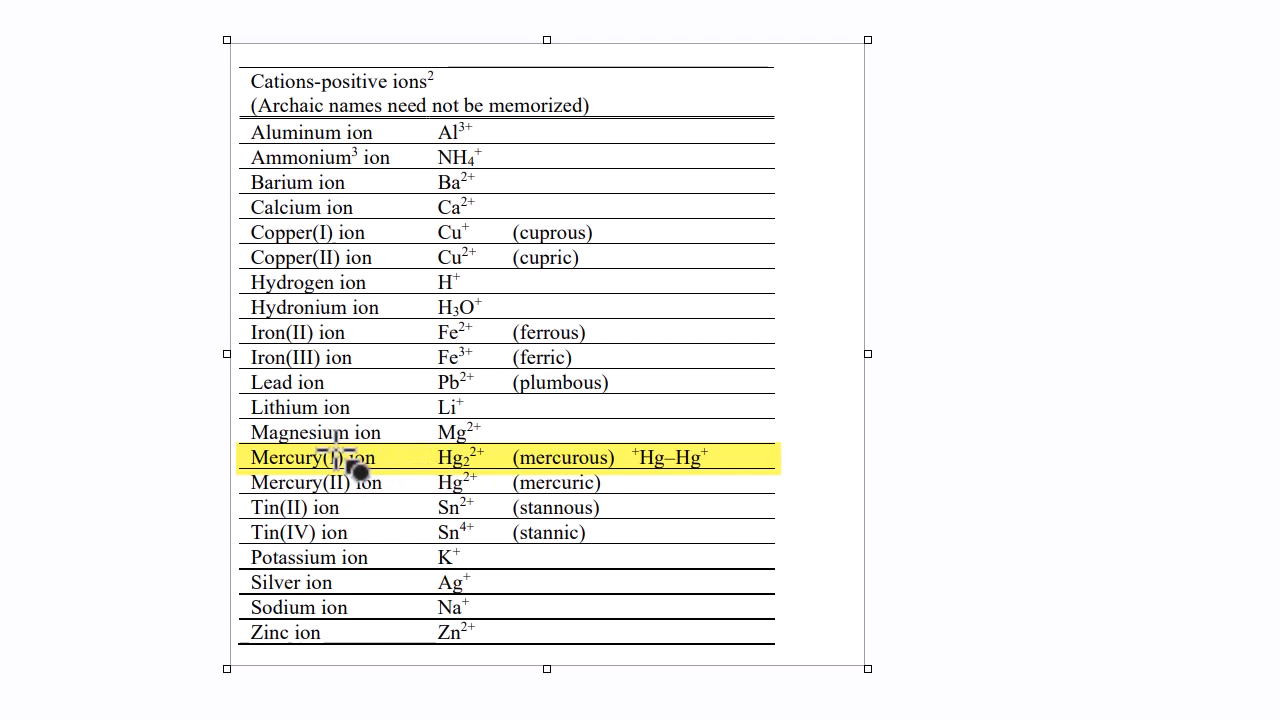 Cations-positive ions²
(Archaic names need not be memorized)
Aluminum ion Al³⁺
Ammonium³ ion NH₄⁺
Barium ion Ba²⁺
Calcium ion Ca²⁺
Copper(I) ion Cu⁺ (cuprous)
Copper(II) ion Cu²⁺ (cupric)
Hydrogen ion H⁺
Hydronium ion H₃O⁺
Iron(II) ion Fe²⁺ (ferrous)
Iron(III) ion Fe³⁺ (ferric)
Lead ion Pb²⁺ (plumbous)
Lithium ion Li⁺
Magnesium ion Mg²⁺
Mercury(I) ion Hg₂²⁺ (mercurous) ⁺Hg–Hg⁺
Mercury(II) ion Hg²⁺ (mercuric)
Tin(II) ion Sn²⁺ (stannous)
Tin(IV) ion Sn⁴⁺ (stannic)
Potassium ion K⁺
Silver ion Ag⁺
Sodium ion Na⁺
Zinc ion Zn²⁺